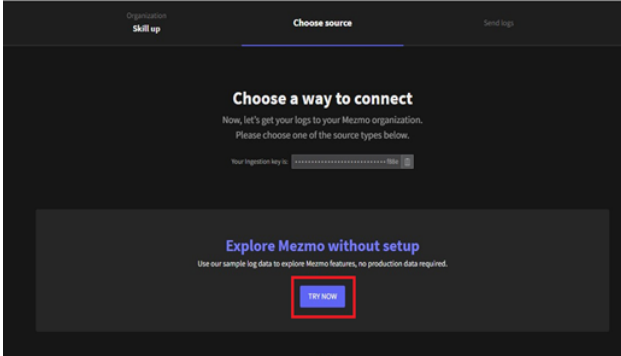 Organization
Skill up
Choose source
Send logs
Choose a way to connect
Now, let's get your logs to your Mezmo organization.
Please choose one of the source types below.
Your ingestion key is:
Explore Mezmo without setup
Use our sample log data to explore Mezmo features, no production data required.
TRY NOW